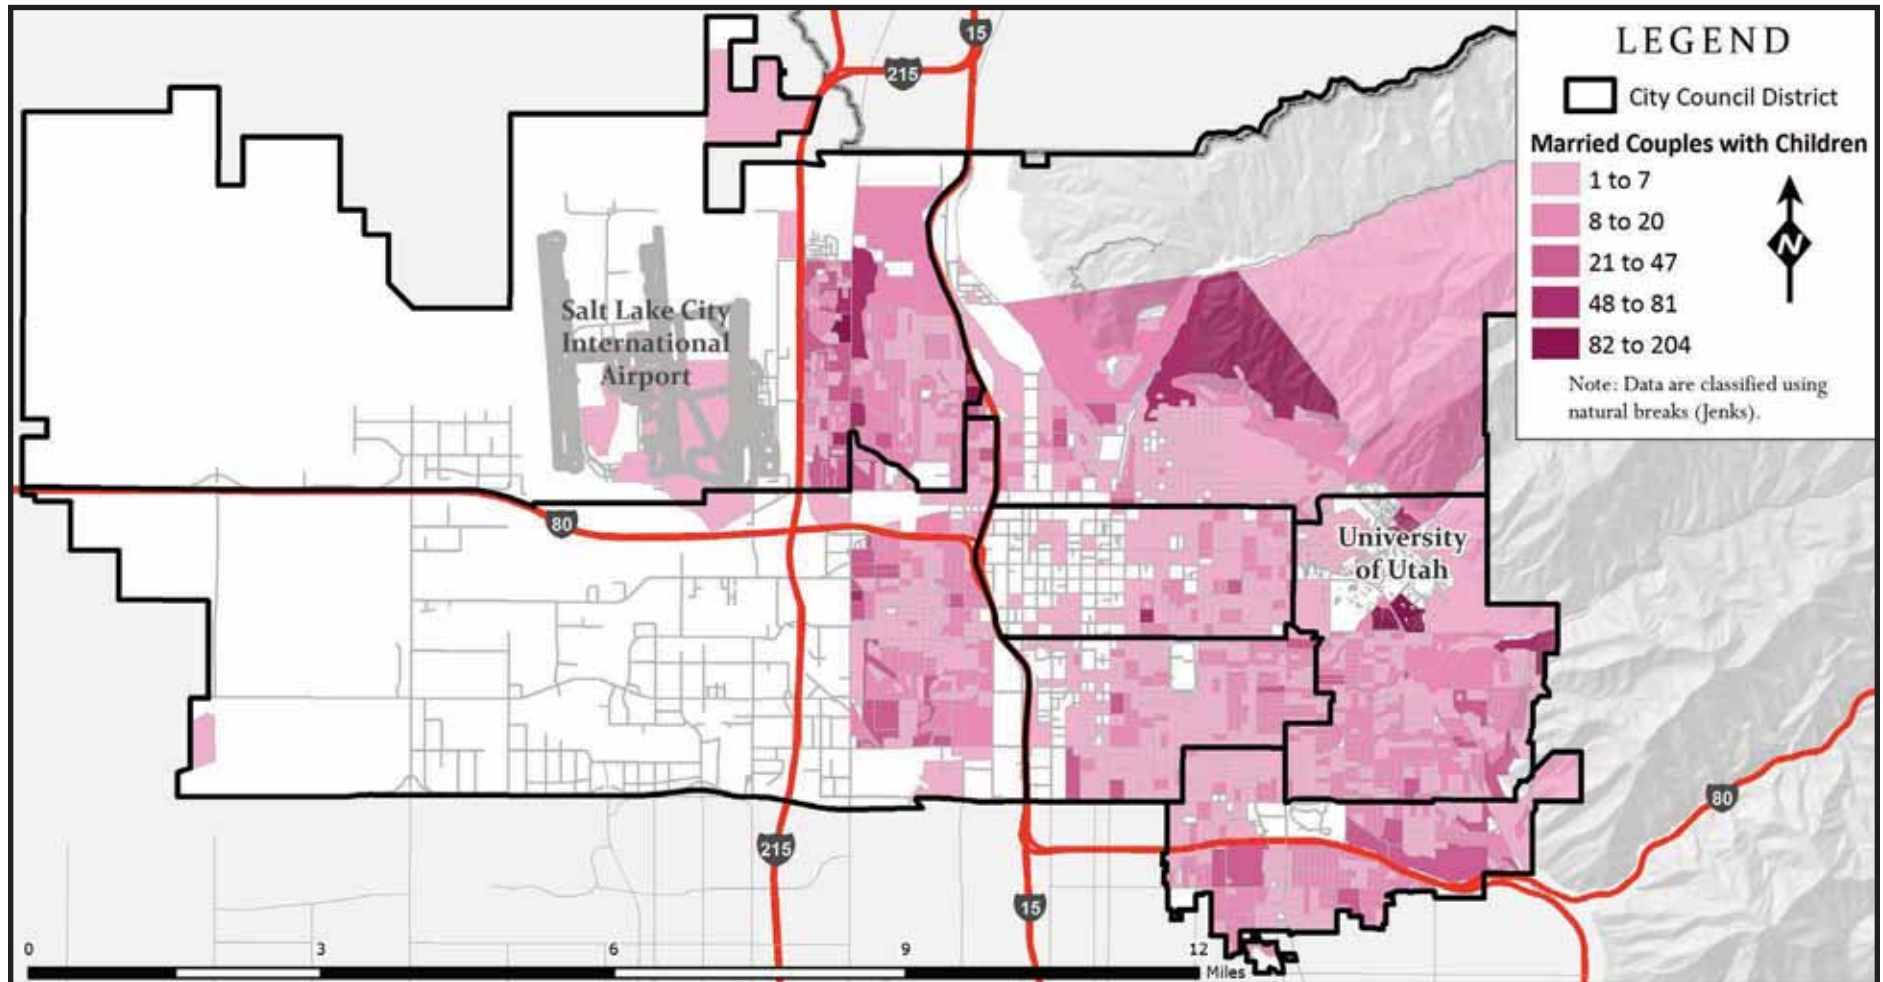 15
215
LEGEND
City Council District
Married Couples with Children
1 to 7
8 to 20
21 to 47
48 to 81
82 to 204
N
Note: Data are classified using
natural breaks (Jenks).
Salt Lake City
International
Airport
80
University
of Utah
80
215
15
0 3 6 9 12
Miles